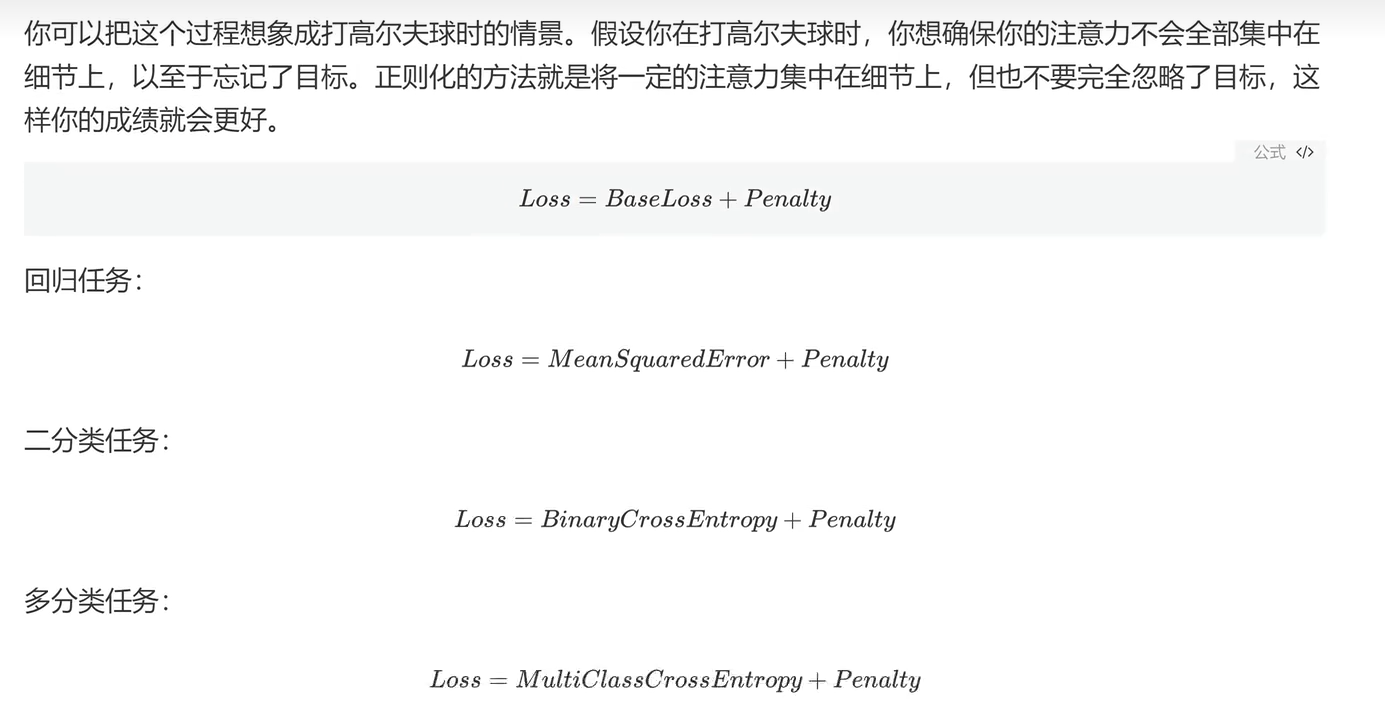 你可以把这个过程想象成打高尔夫球时的情景。假设你在打高尔夫球时，你想确保你的注意力不会全部集中在
细节上，以至于忘记了目标。正则化的方法就是将一定的注意力集中在细节上，但也不要完全忽略了目标，这
样你的成绩就会更好。
公式 </>
Loss = BaseLoss + Penalty
回归任务：
Loss = MeanSquaredError + Penalty
二分类任务：
Loss = BinaryCrossEntropy + Penalty
多分类任务：
Loss = MultiClassCrossEntropy + Penalty